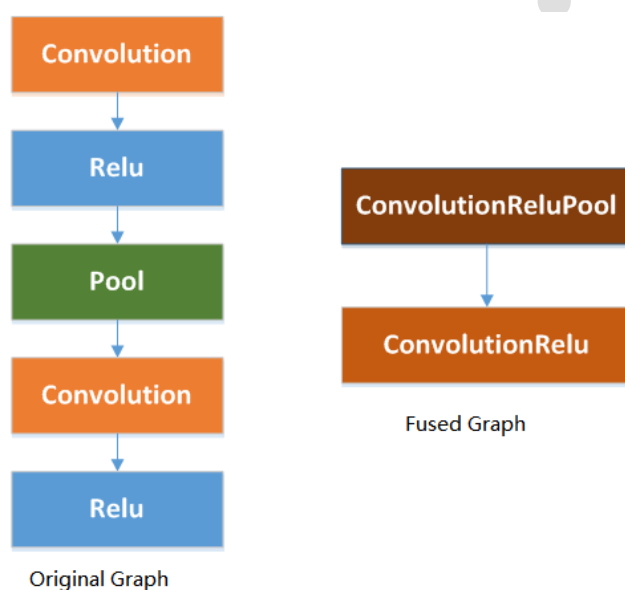 Convolution
Relu
Pool
Convolution
Relu
Original Graph
ConvolutionReluPool
ConvolutionRelu
Fused Graph